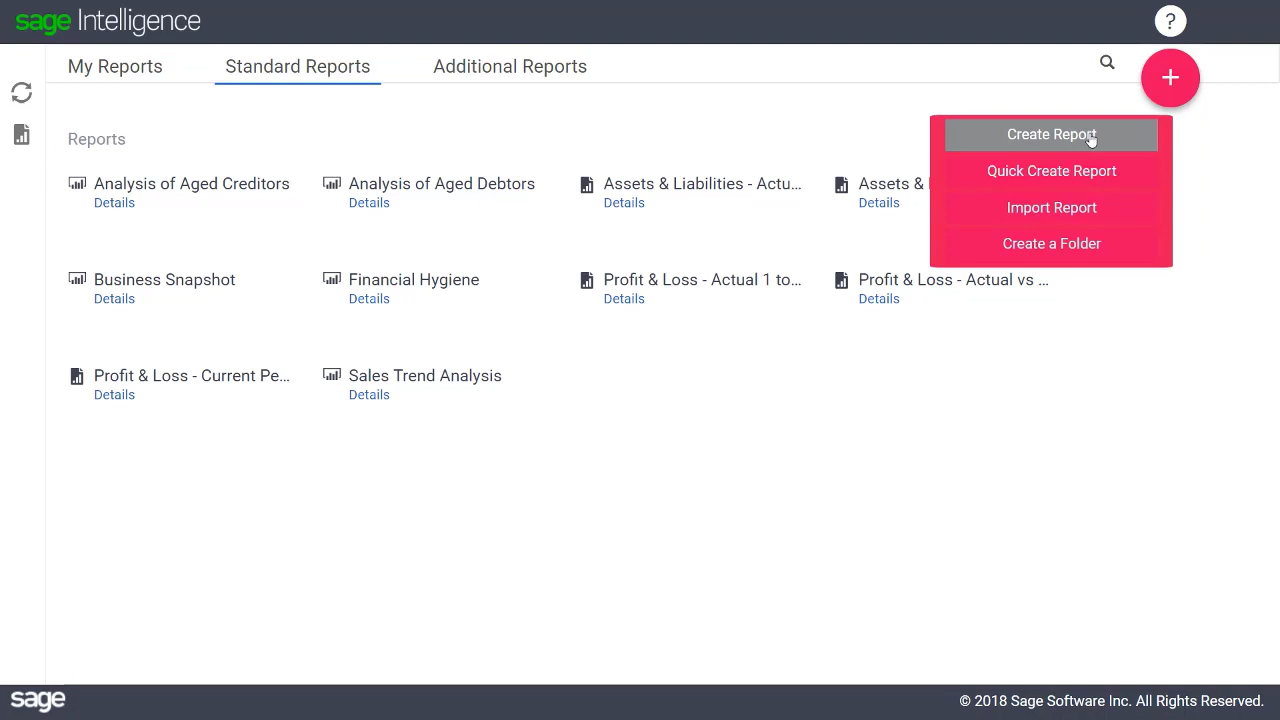 sage Intelligence
?
My Reports Standard Reports Additional Reports
+
Create Report
Quick Create Report
Import Report
Create a Folder
Reports
Analysis of Aged Creditors Analysis of Aged Debtors Assets & Liabilities - Actu... Assets &
Details Details Details Details
Business Snapshot Financial Hygiene Profit & Loss - Actual 1 to... Profit & Loss - Actual vs ...
Details Details Details Details
Profit & Loss - Current Pe... Sales Trend Analysis
Details Details
sage © 2018 Sage Software Inc. All Rights Reserved.